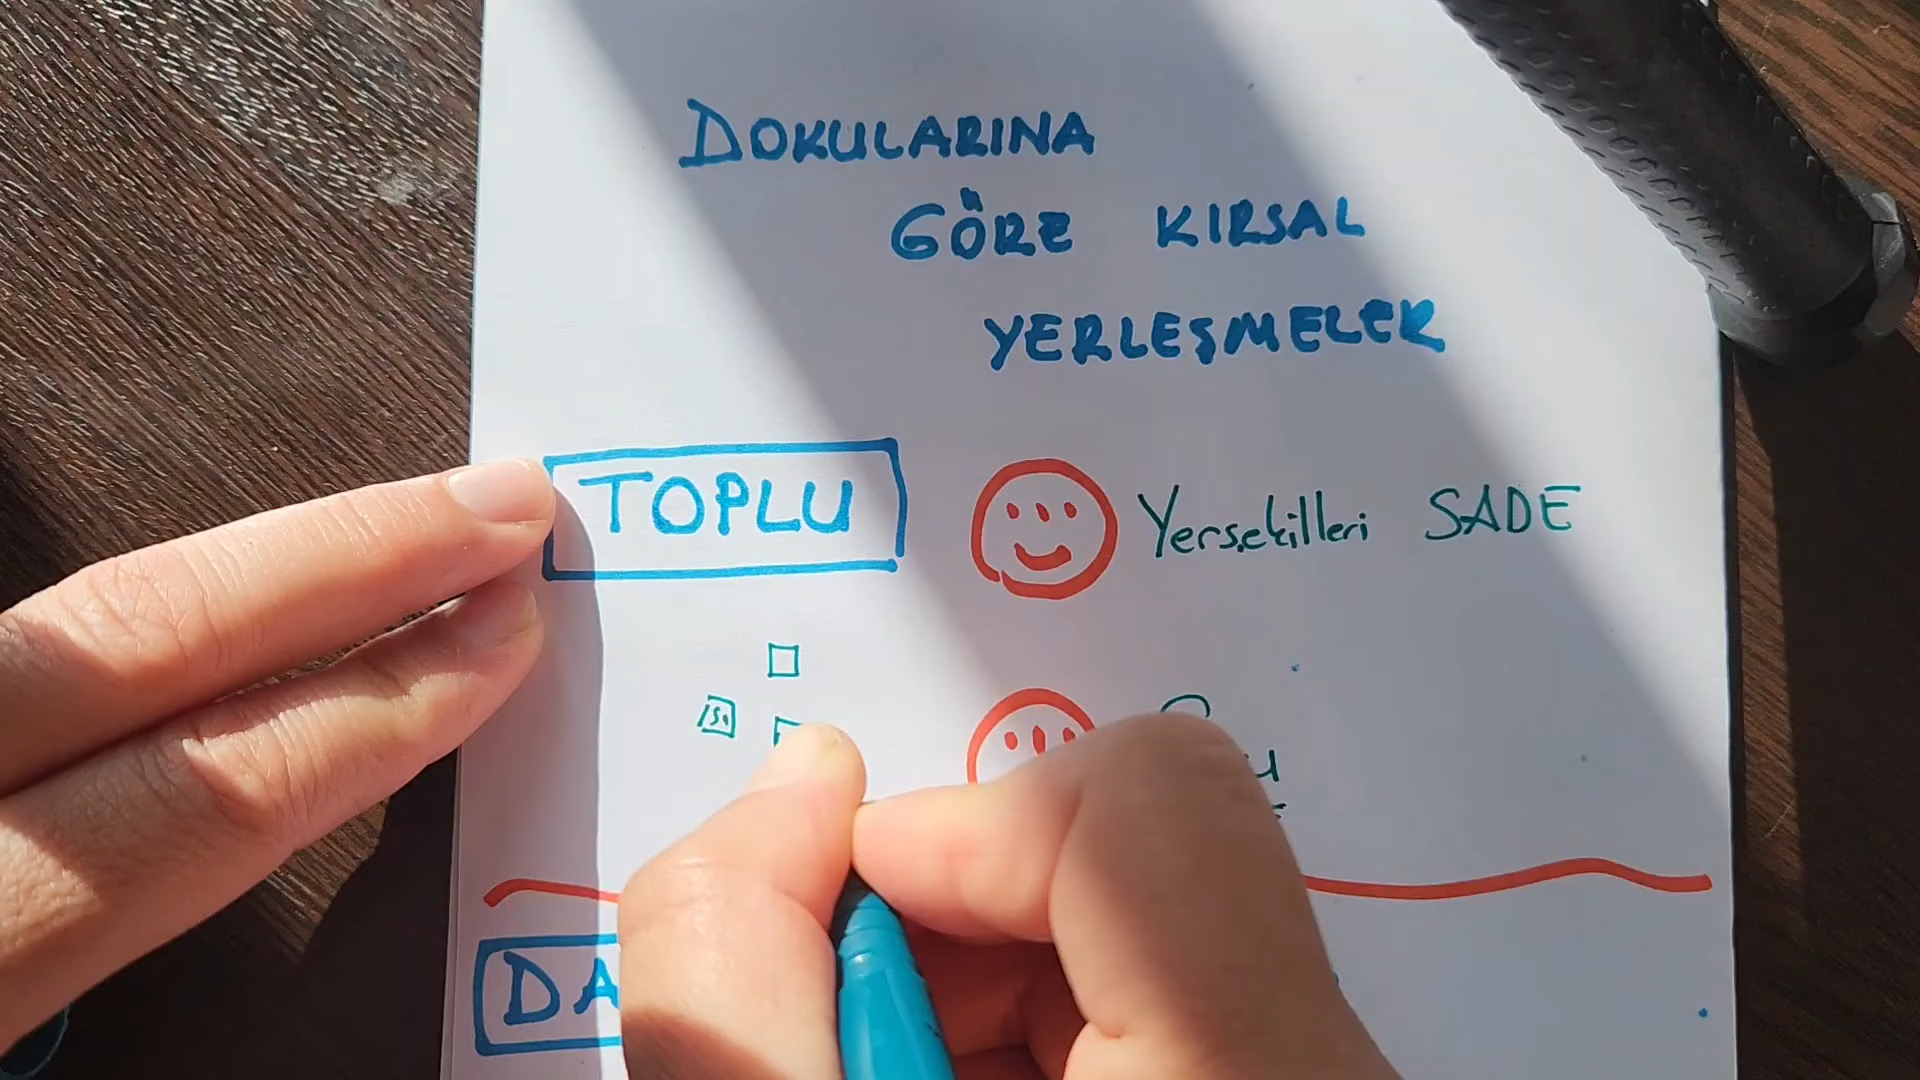 DOKULARINA
GÖRE KIRSAL
YERLEŞMELER
TOPLU
Yerşekilleri SADE